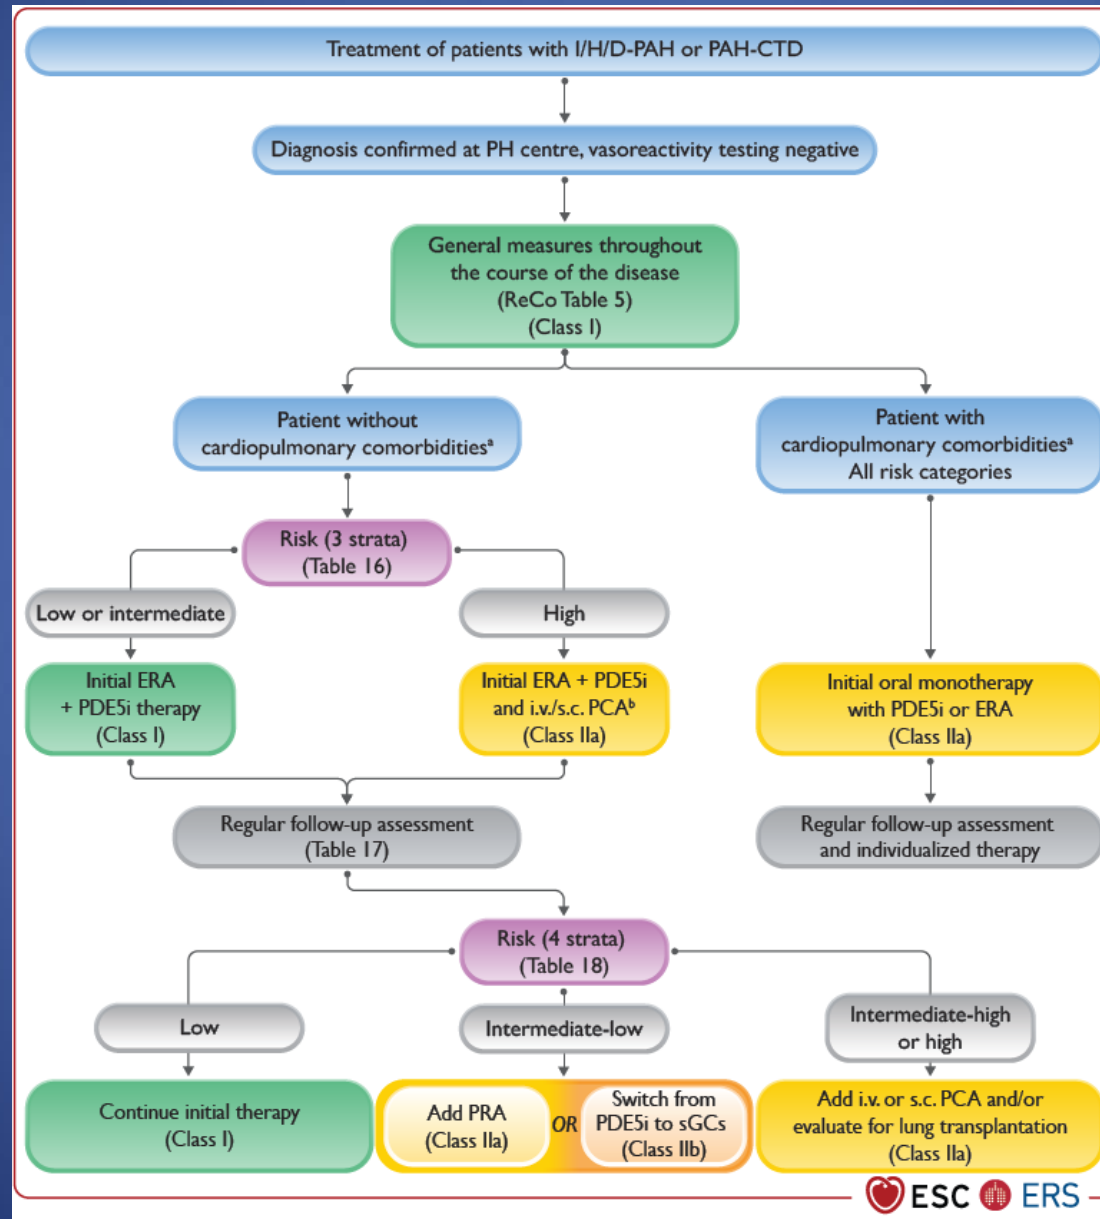 Treatment of patients with I/H/D-PAH or PAH-CTD
Diagnosis confirmed at PH centre, vasoreactivity testing negative
General measures throughout
the course of the disease
(ReCo Table 5)
(Class I)
Patient without
cardiopulmonary comorbiditiesª
Patient with
cardiopulmonary comorbiditiesª
All risk categories
Risk (3 strata)
(Table 16)
Low or intermediate
High
Initial ERA
+ PDE5i therapy
(Class I)
Initial ERA + PDE5i
and i.v./s.c. PCAᵇ
(Class IIa)
Initial oral monotherapy
with PDE5i or ERA
(Class IIa)
Regular follow-up assessment
(Table 17)
Regular follow-up assessment
and individualized therapy
Risk (4 strata)
(Table 18)
Low
Intermediate-low
Intermediate-high
or high
Continue initial therapy
(Class I)
Add PRA
(Class IIa)
OR
Switch from
PDE5i to sGCs
(Class IIb)
Add i.v. or s.c. PCA and/or
evaluate for lung transplantation
(Class IIa)
ESC ERS